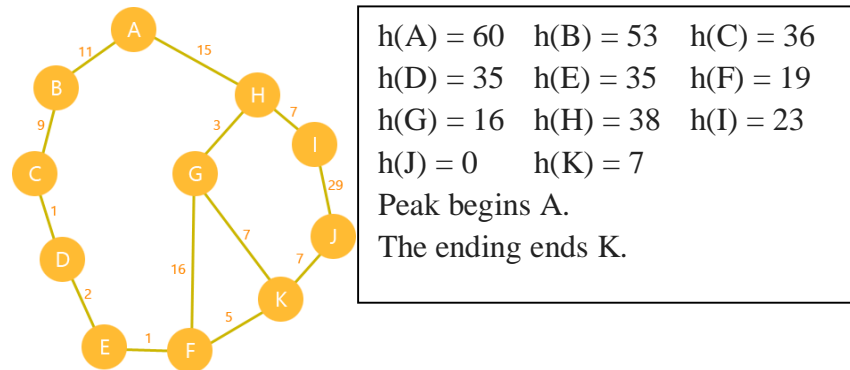 A
11
15
B
H
7
3
I
9
C
G
29
1
7
J
D
16
7
K
2
5
1
E
F
h(A) = 60 h(B) = 53 h(C) = 36
h(D) = 35 h(E) = 35 h(F) = 19
h(G) = 16 h(H) = 38 h(I) = 23
h(J) = 0 h(K) = 7
Peak begins A.
The ending ends K.